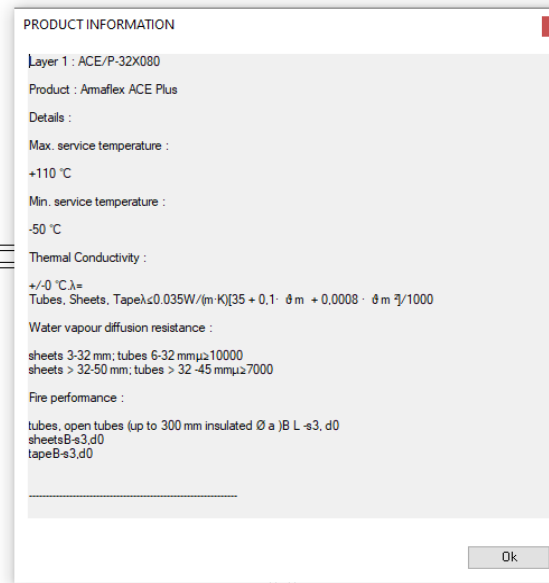 PRODUCT INFORMATION
Layer 1 : ACE/P-32X080
Product : Armaflex ACE Plus
Details :
Max. service temperature :
+110 °C
Min. service temperature :
-50 °C
Thermal Conductivity :
+/-0 °C.λ=
Tubes, Sheets, Tapeλ≤0.035W/(m·K)[35 + 0,1· ϑ m + 0,0008 · ϑ m ²]/1000
Water vapour diffusion resistance :
sheets 3-32 mm; tubes 6-32 mmμ≥10000
sheets > 32-50 mm; tubes > 32 -45 mmμ≥7000
Fire performance :
tubes, open tubes (up to 300 mm insulated Ø a )B L -s3, d0
sheetsB-s3,d0
tapeB-s3,d0
----------------------------------------------------------------------
Ok